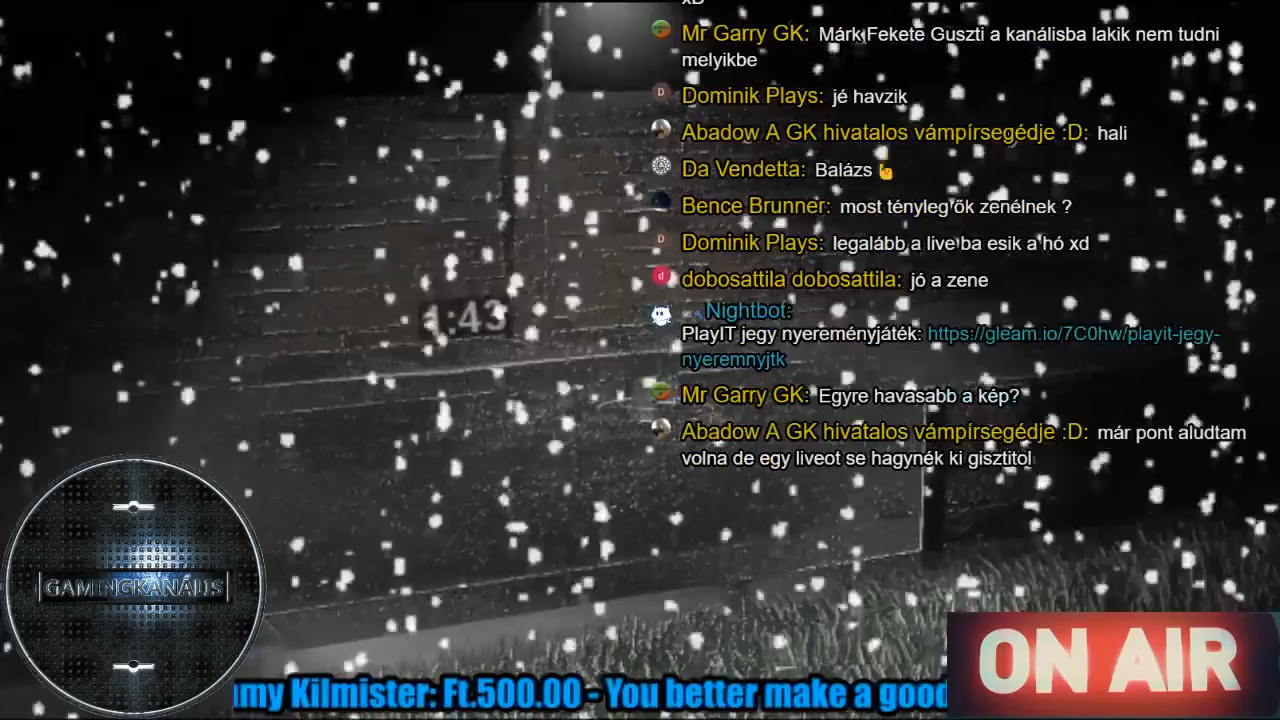 xD
Mr Garry GK: Márk Fekete Guszti a kanálisba lakik nem tudni
melyikbe
D Dominik Plays: jé havzik
Abadow A GK hivatalos vámpírsegédje :D: hali
Da Vendetta: Balázs
Bence Brunner: most tényleg ők zenélnek ?
D Dominik Plays: legalább a live ba esik a hó xd
d dobosattila dobosattila: jó a zene
Nightbot:
PlayIT jegy nyereményjáték: https://gleam.io/7C0hw/playit-jegy-
nyeremnyjtk
Mr Garry GK: Egyre havasabb a kép?
Abadow A GK hivatalos vámpírsegédje :D: már pont aludtam
volna de egy liveot se hagynék ki gisztitol
1:43
|GAMINGKANÁLIS|
my Kilmister: Ft.500.00 - You better make a good
ON AIR